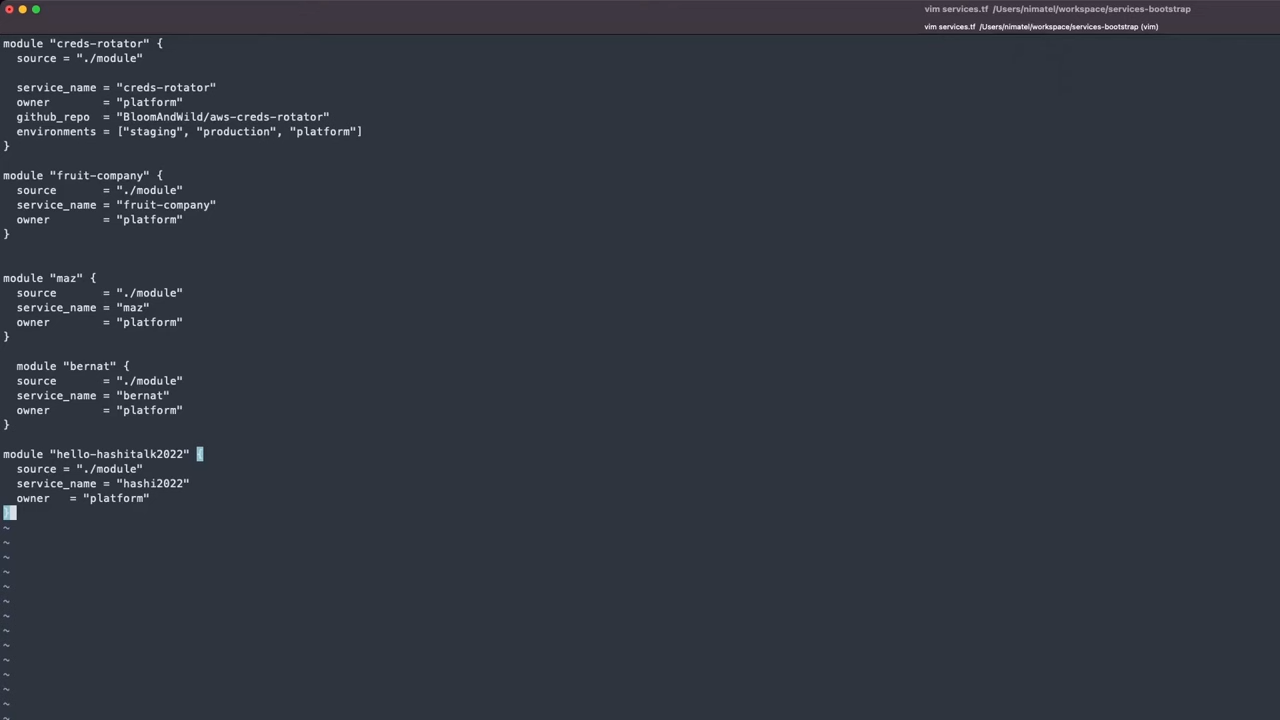 vim services.tf /Users/nimatel/workspace/services-bootstrap
vim services.tf /Users/nimatel/workspace/services-bootstrap (vim)
module "creds-rotator" {
  source = "./module"

  service_name = "creds-rotator"
  owner        = "platform"
  github_repo  = "BloomAndWild/aws-creds-rotator"
  environments = ["staging", "production", "platform"]
}

module "fruit-company" {
  source       = "./module"
  service_name = "fruit-company"
  owner        = "platform"
}


module "maz" {
  source       = "./module"
  service_name = "maz"
  owner        = "platform"
}

  module "bernat" {
  source       = "./module"
  service_name = "bernat"
  owner        = "platform"
}

module "hello-hashitalk2022" {
  source = "./module"
  service_name = "hashi2022"
  owner   = "platform"
}
~
~
~
~
~
~
~
~
~
~
~
~
~
~